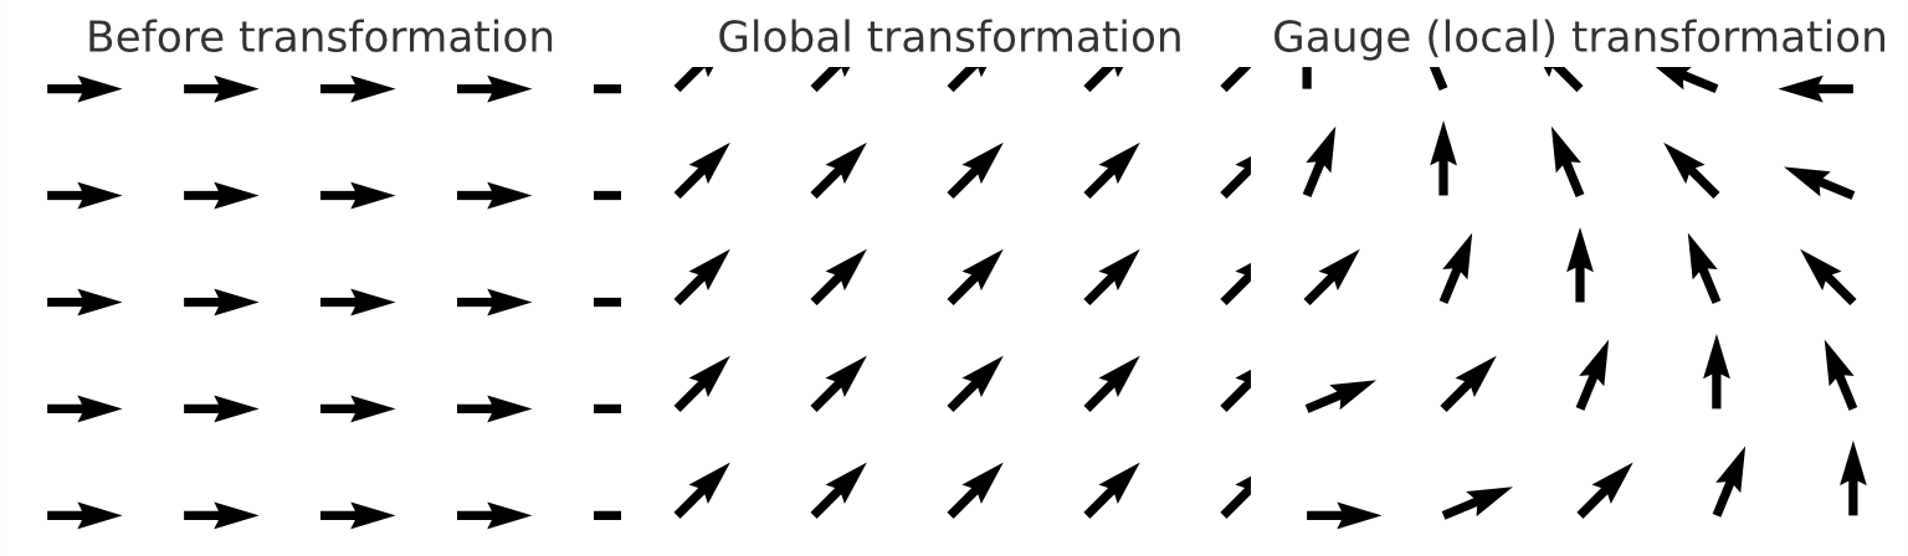 Before transformation
Global transformation
Gauge (local) transformation